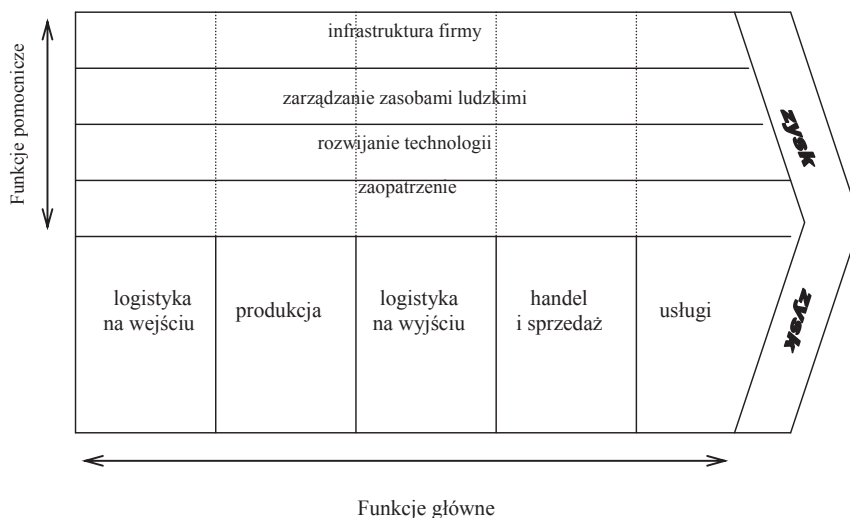 Funkcje pomocnicze
infrastruktura firmy
zarządzanie zasobami ludzkimi
rozwijanie technologii
zaopatrzenie
zysk
logistyka
na wejściu
produkcja
logistyka
na wyjściu
handel
i sprzedaż
usługi
zysk
Funkcje główne